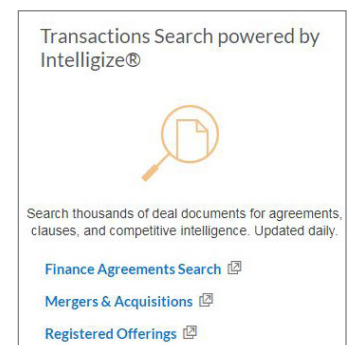 Transactions Search powered by
Intelligize®
Search thousands of deal documents for agreements,
clauses, and competitive intelligence. Updated daily.
Finance Agreements Search
Mergers & Acquisitions
Registered Offerings